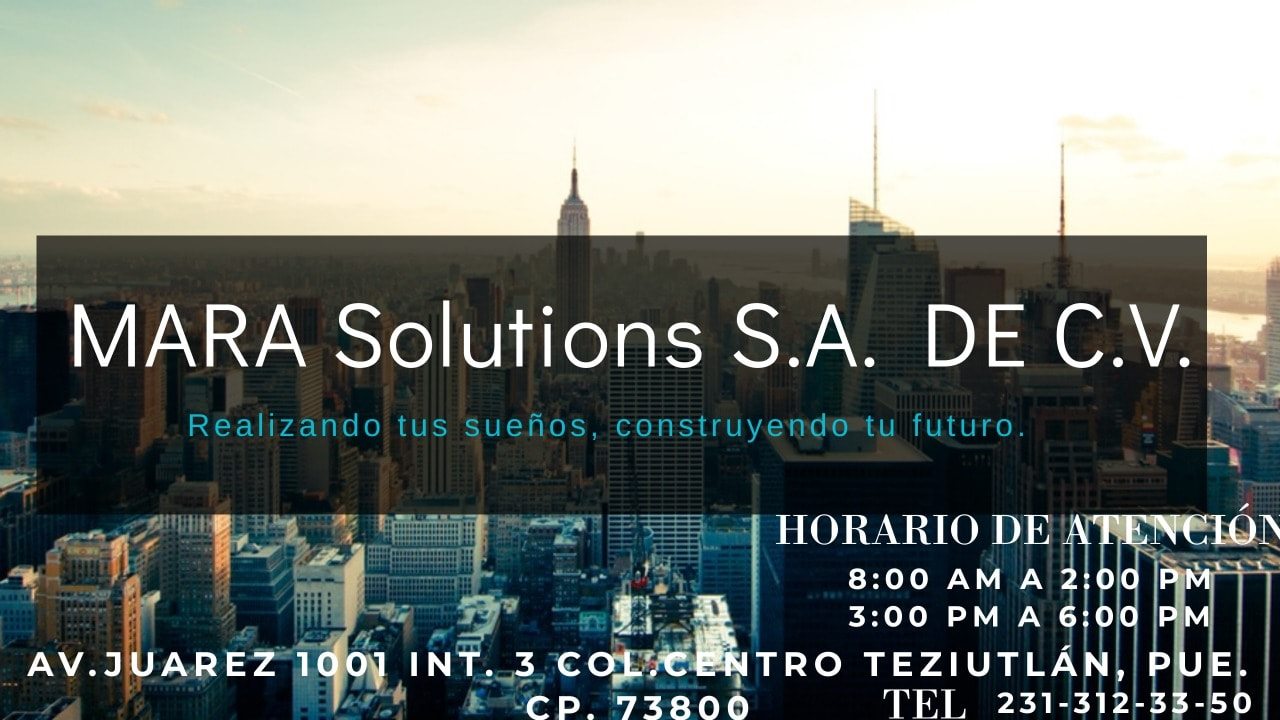 MARA Solutions S.A. DE C.V.
Realizando tus sueños, construyendo tu futuro.
HORARIO DE ATENCIÓN
8:00 AM A 2:00 PM
3:00 PM A 6:00 PM
AV.JUAREZ 1001 INT. 3 COL.CENTRO TEZIUTLÁN, PUE.
CP. 73800
TEL 231-312-33-50